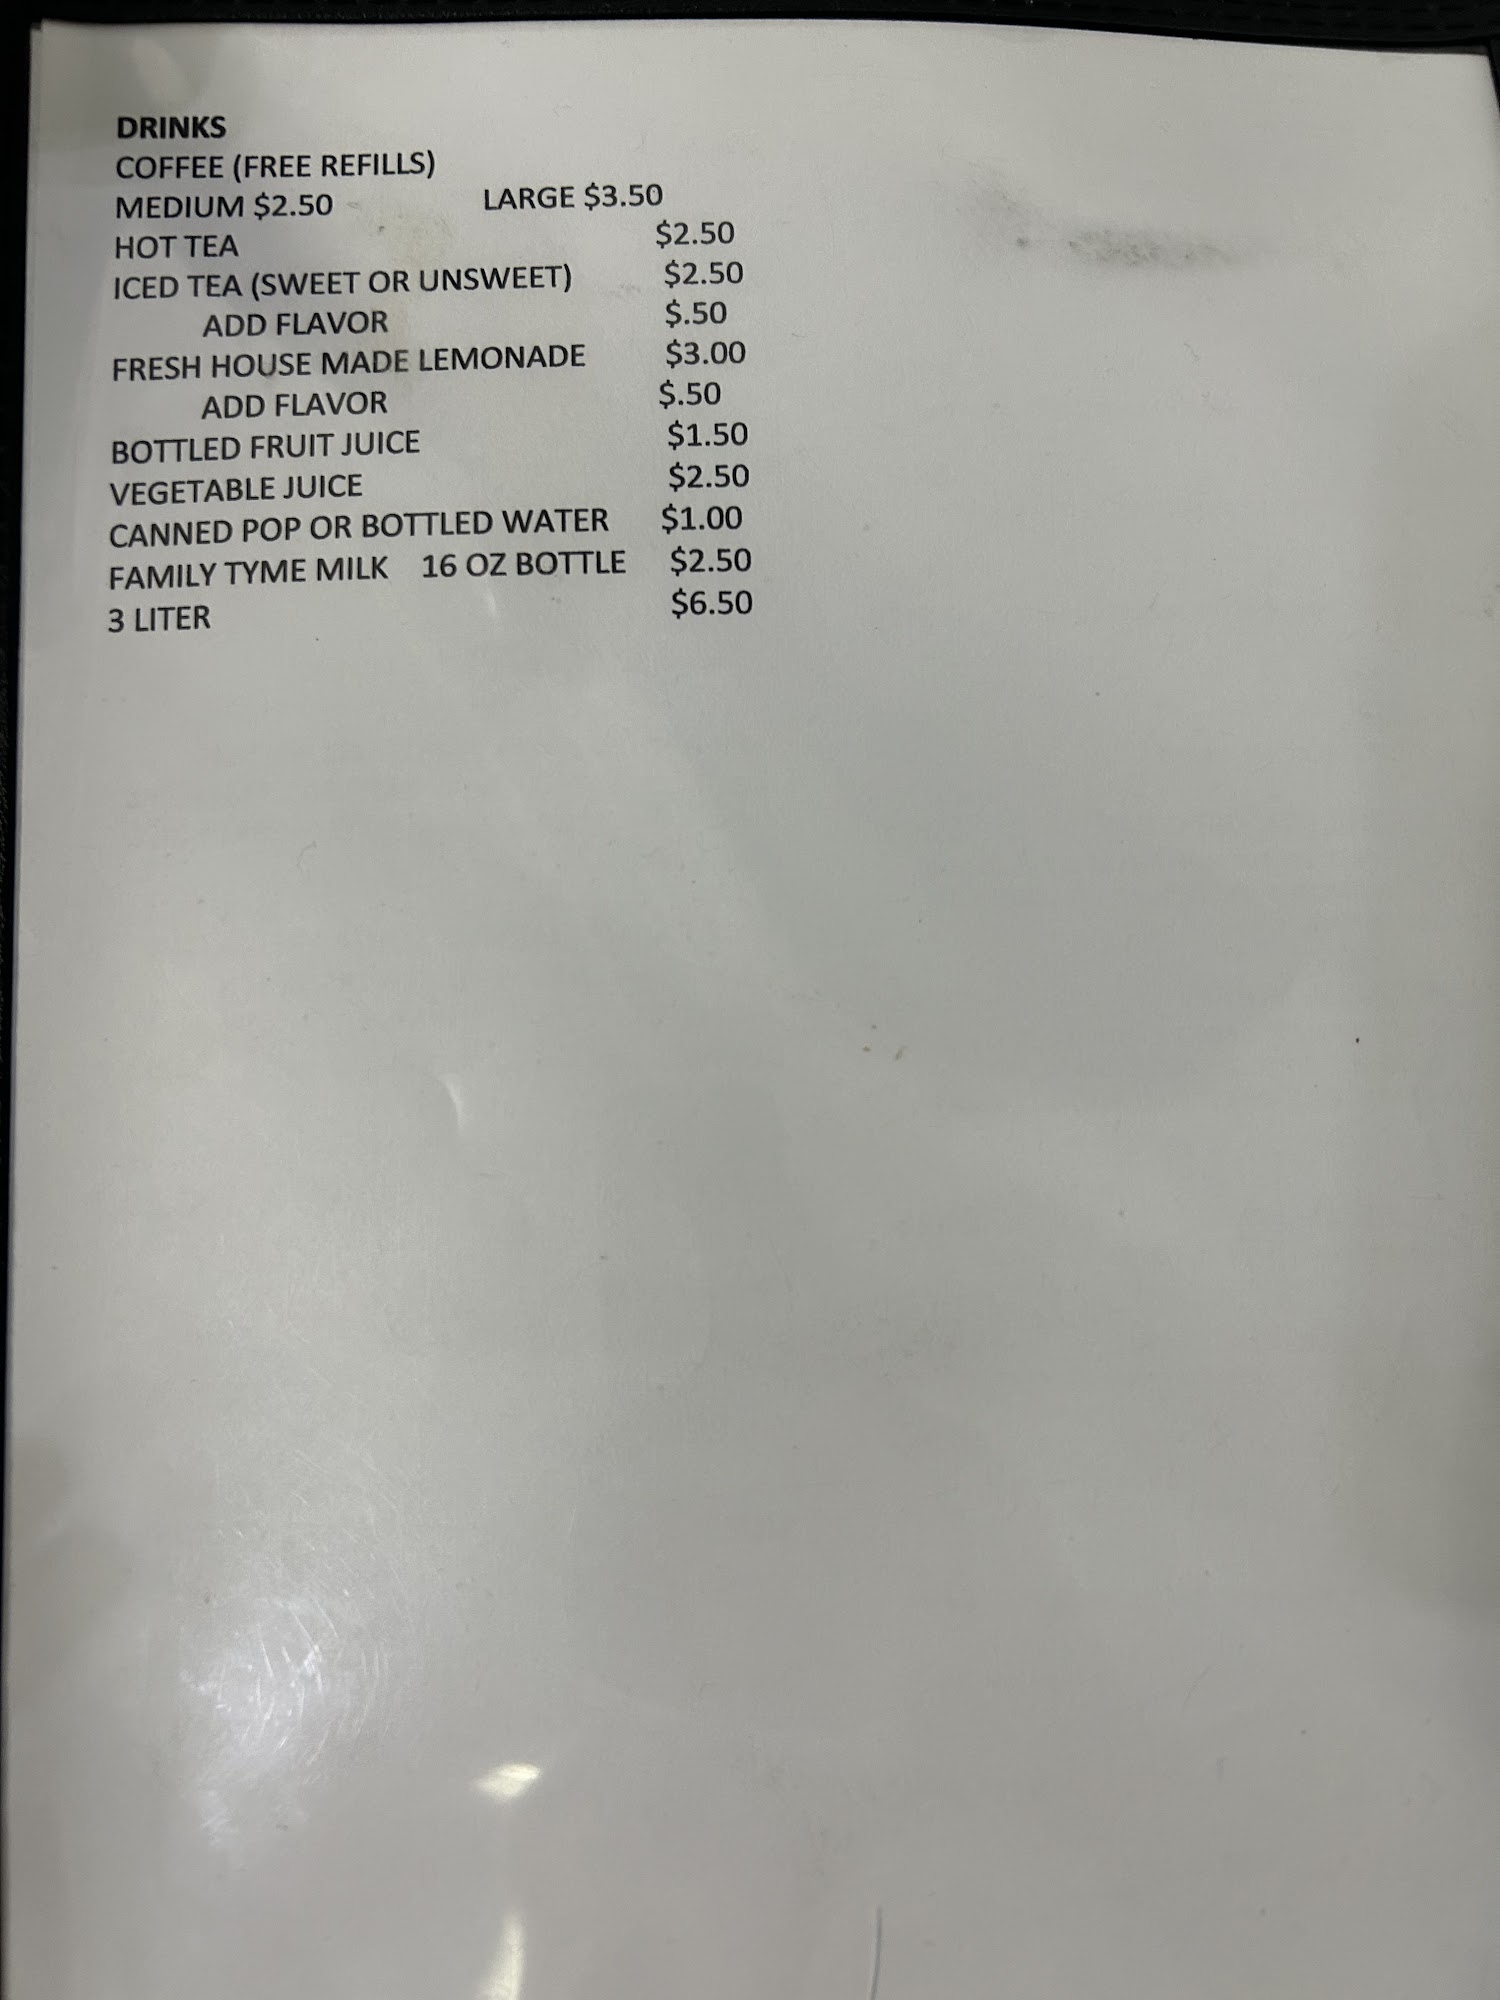 DRINKS
COFFEE (FREE REFILLS)
MEDIUM $2.50 LARGE $3.50
HOT TEA $2.50
ICED TEA (SWEET OR UNSWEET) $2.50
ADD FLAVOR $.50
FRESH HOUSE MADE LEMONADE $3.00
ADD FLAVOR $.50
BOTTLED FRUIT JUICE $1.50
VEGETABLE JUICE $2.50
CANNED POP OR BOTTLED WATER $1.00
FAMILY TYME MILK 16 OZ BOTTLE $2.50
3 LITER $6.50